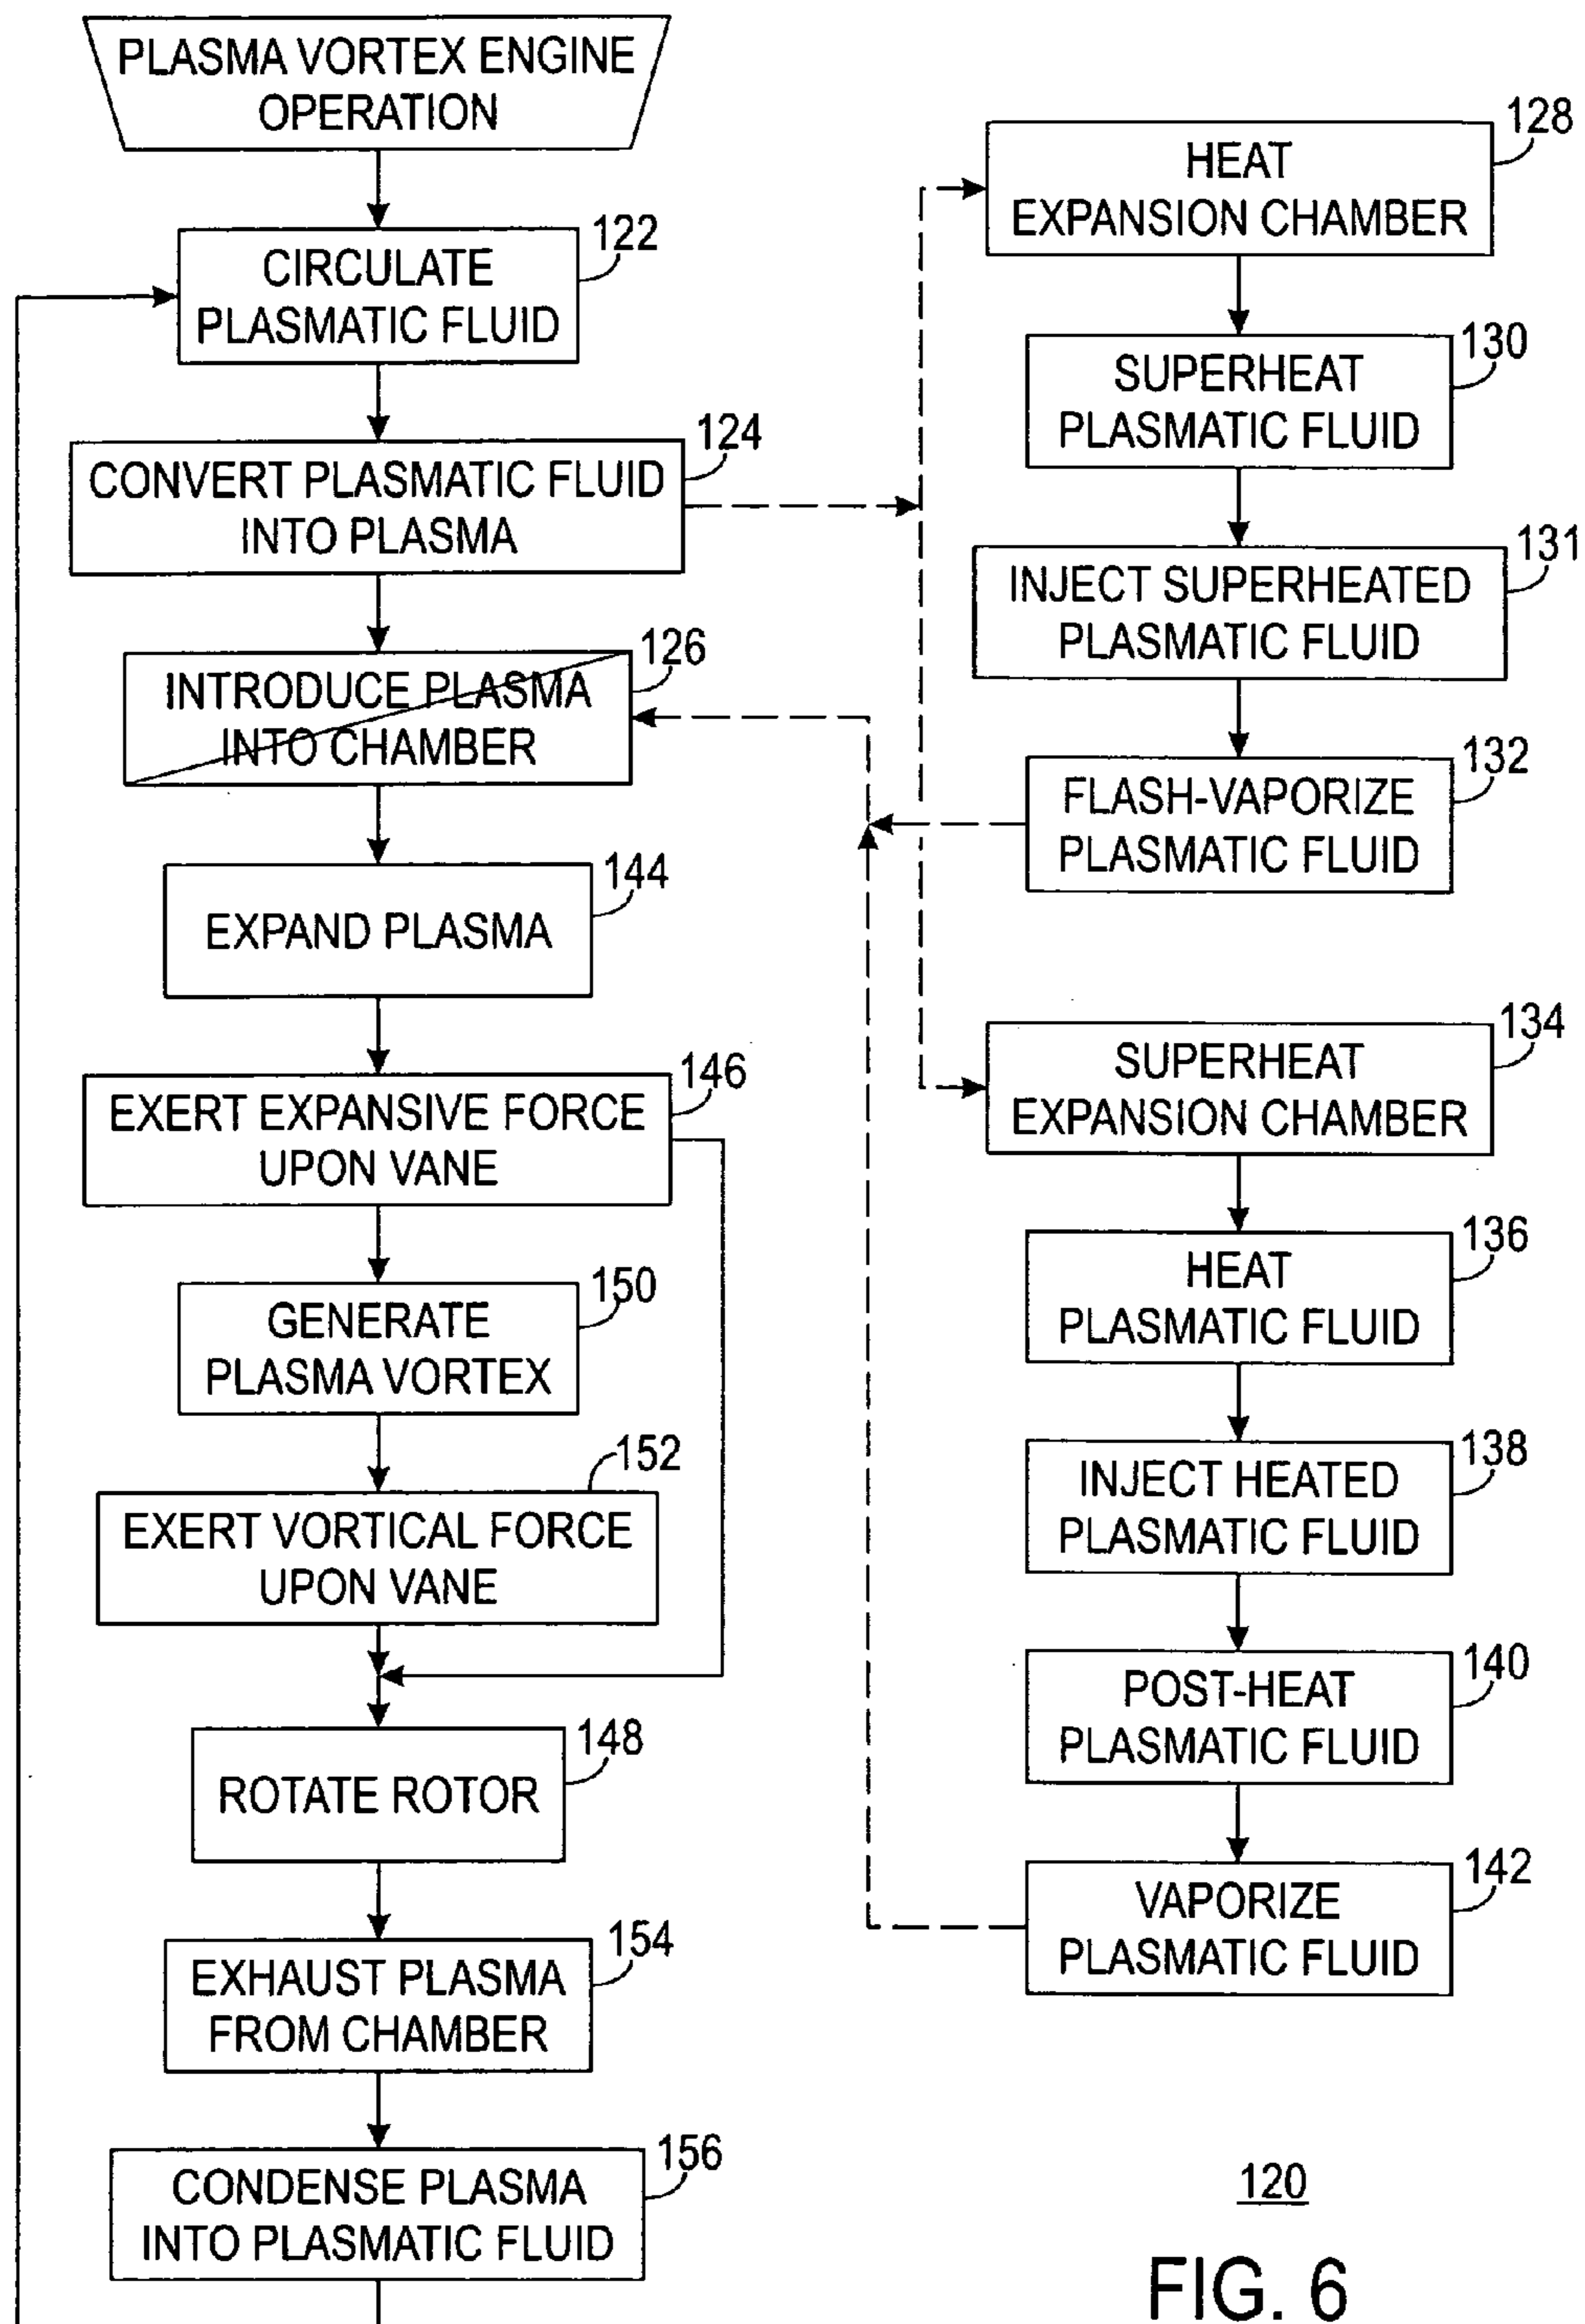 PLASMA VORTEX ENGINE
OPERATION
122
CIRCULATE
PLASMATIC FLUID
124
CONVERT PLASMATIC FLUID
INTO PLASMA
126
INTRODUCE PLASMA
INTO CHAMBER
144
EXPAND PLASMA
146
EXERT EXPANSIVE FORCE
UPON VANE
150
GENERATE
PLASMA VORTEX
152
EXERT VORTICAL FORCE
UPON VANE
148
ROTATE ROTOR
154
EXHAUST PLASMA
FROM CHAMBER
156
CONDENSE PLASMA
INTO PLASMATIC FLUID
128
HEAT
EXPANSION CHAMBER
130
SUPERHEAT
PLASMATIC FLUID
131
INJECT SUPERHEATED
PLASMATIC FLUID
132
FLASH-VAPORIZE
PLASMATIC FLUID
134
SUPERHEAT
EXPANSION CHAMBER
136
HEAT
PLASMATIC FLUID
138
INJECT HEATED
PLASMATIC FLUID
140
POST-HEAT
PLASMATIC FLUID
142
VAPORIZE
PLASMATIC FLUID
120
FIG. 6